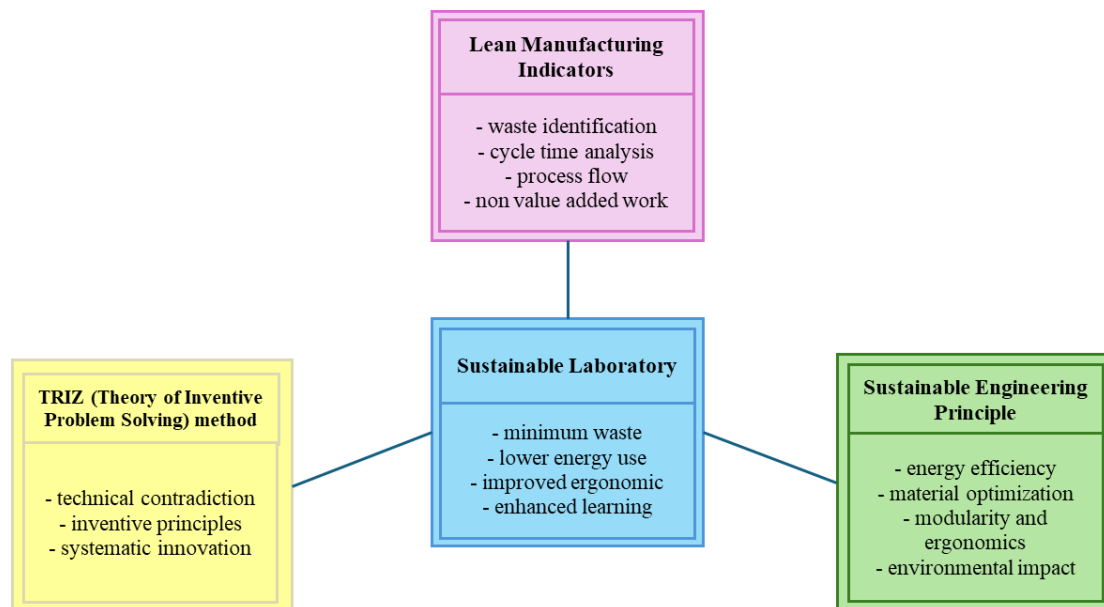 Lean Manufacturing
Indicators
- waste identification
- cycle time analysis
- process flow
- non value added work
Sustainable Laboratory
- minimum waste
- lower energy use
- improved ergonomic
- enhanced learning
TRIZ (Theory of Inventive
Problem Solving) method
- technical contradiction
- inventive principles
- systematic innovation
Sustainable Engineering
Principle
- energy efficiency
- material optimization
- modularity and
ergonomics
- environmental impact